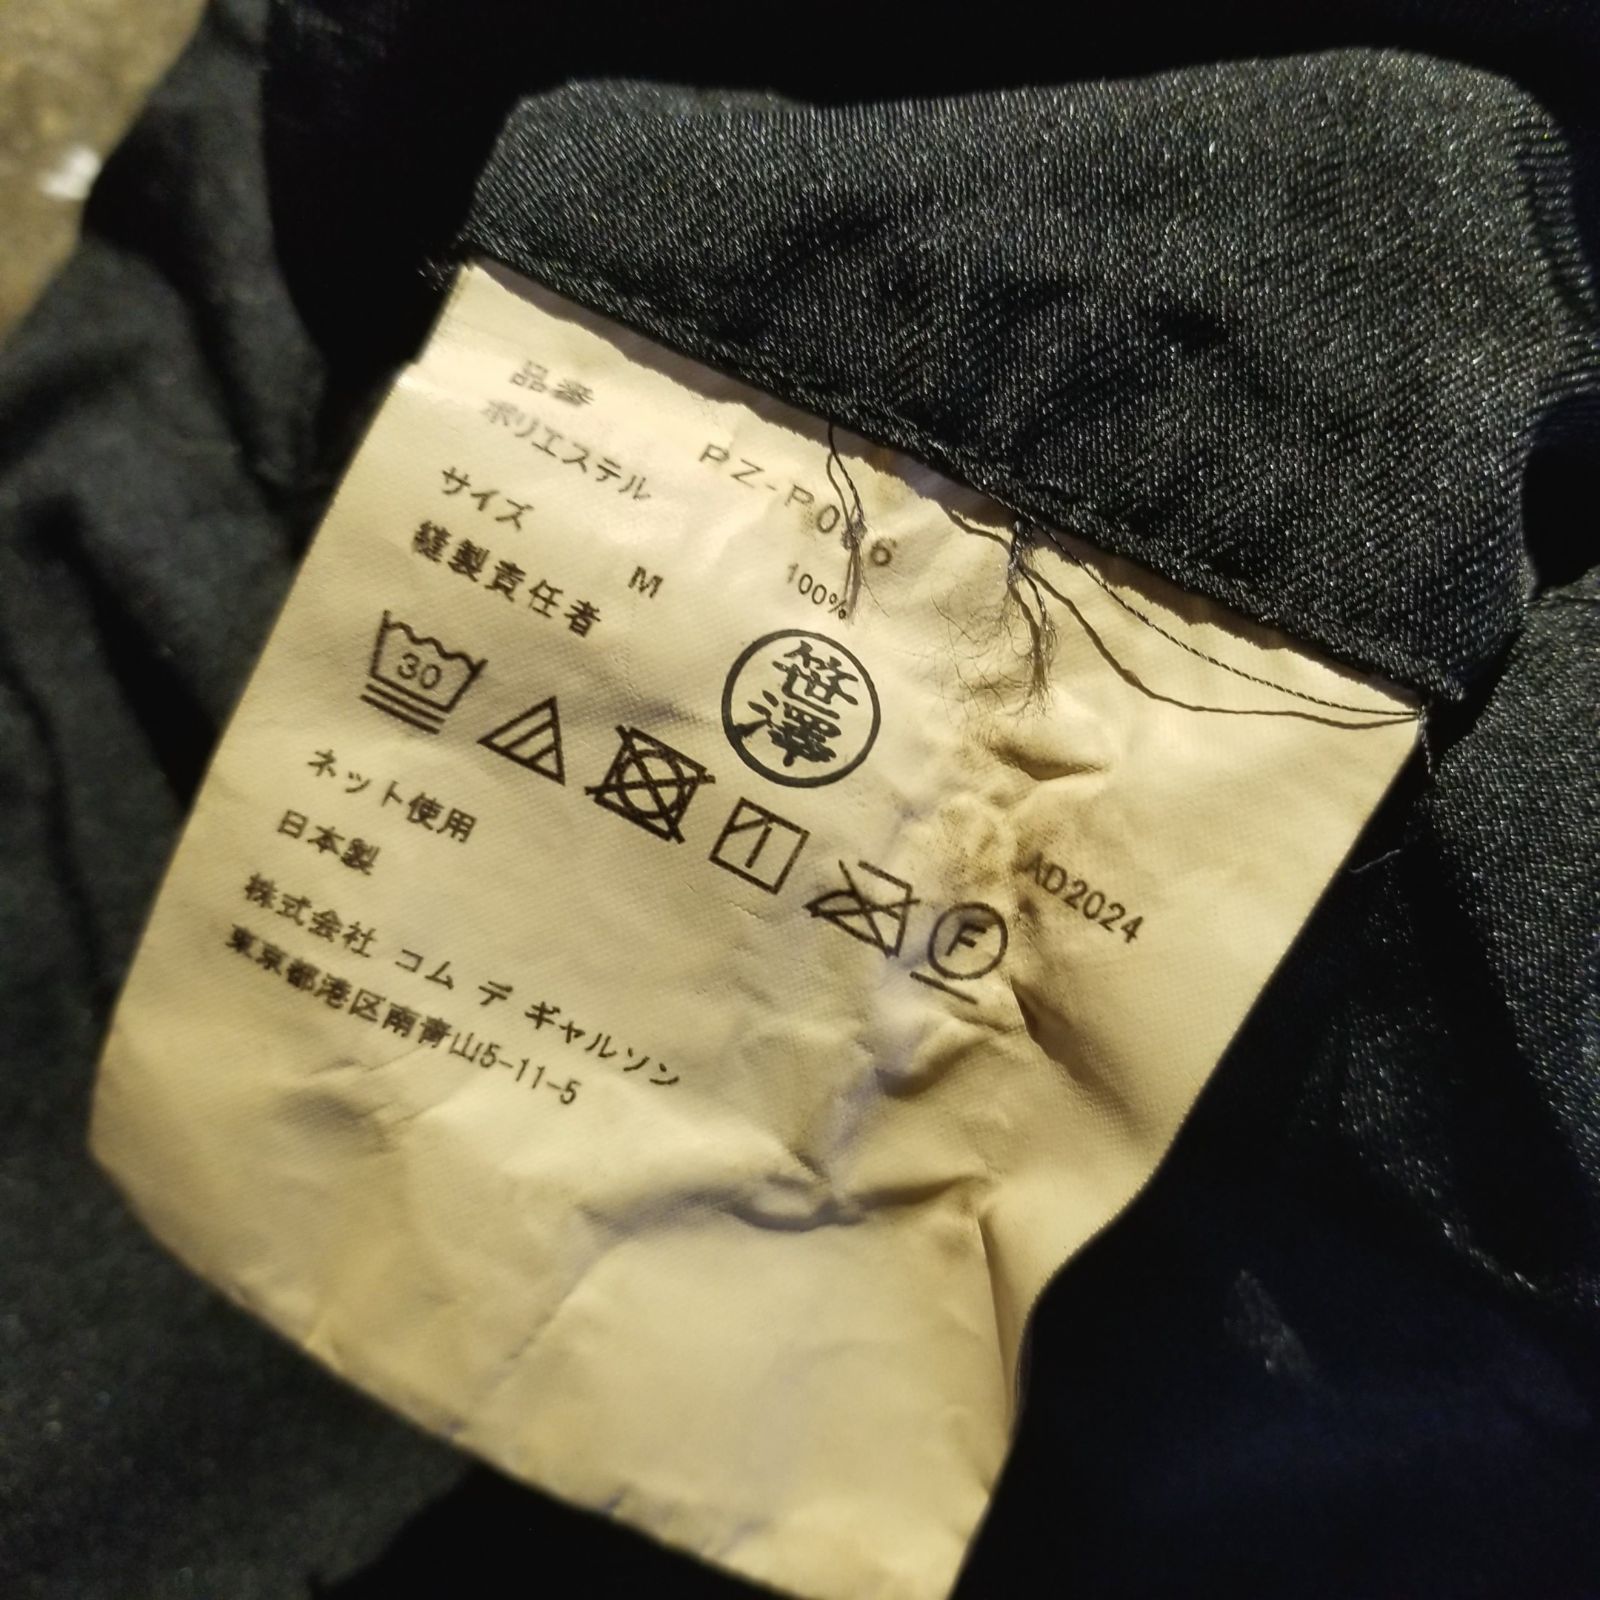 品番 PZ-P006
ポリエステル 100%
サイズ M
縫製責任者 笹澤
30
F
ネット使用
AD2024
日本製
株式会社 コム デ ギャルソン
東京都港区南青山5-11-5